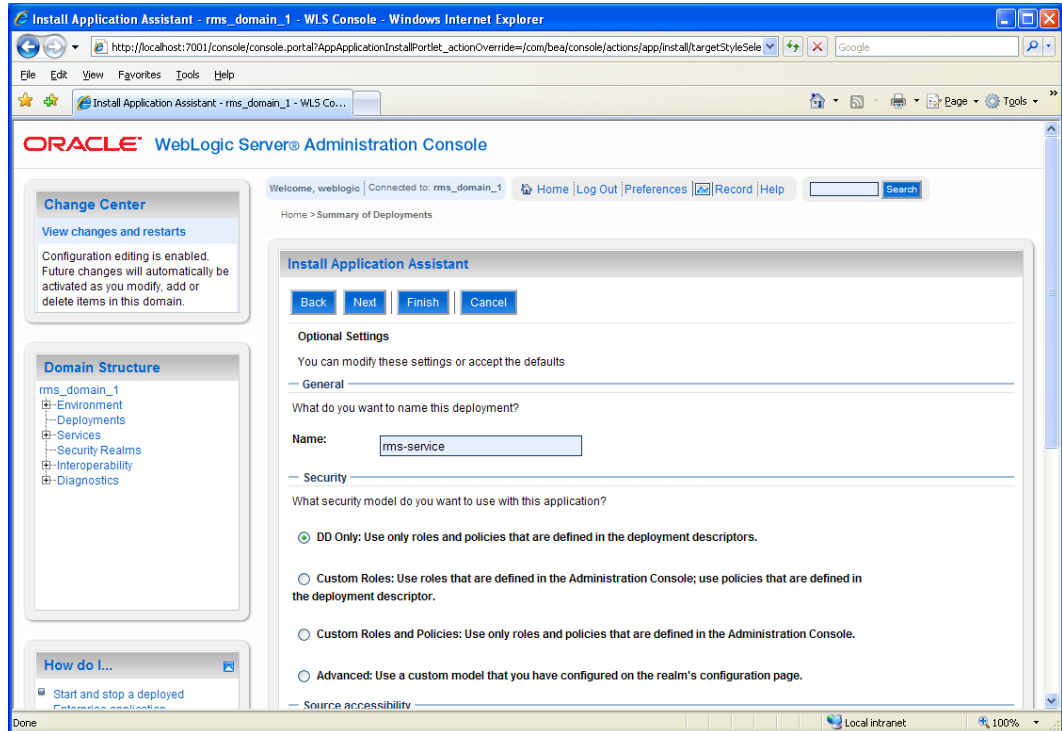 Install Application Assistant - rms_domain_1 - WLS Console - Windows Internet Explorer
http://localhost:7001/console/console.portal?AppApplicationInstallPortlet_actionOverride=/com/bea/console/actions/app/install/targetStyleSele
Google
File Edit View Favorites Tools Help
Install Application Assistant - rms_domain_1 - WLS Co...
Page Tools »
ORACLE® WebLogic Server® Administration Console
Change Center
View changes and restarts
Configuration editing is enabled.
Future changes will automatically be
activated as you modify, add or
delete items in this domain.
Domain Structure
rms_domain_1
Environment
Deployments
Services
Security Realms
Interoperability
Diagnostics
How do I...
Start and stop a deployed
Enterprise application
Welcome, weblogic Connected to: rms_domain_1 Home Log Out Preferences Record Help Search
Home >Summary of Deployments
Install Application Assistant
Back Next Finish Cancel
Optional Settings
You can modify these settings or accept the defaults
General
What do you want to name this deployment?
Name: rms-service
Security
What security model do you want to use with this application?
DD Only: Use only roles and policies that are defined in the deployment descriptors.
Custom Roles: Use roles that are defined in the Administration Console; use policies that are defined in
the deployment descriptor.
Custom Roles and Policies: Use only roles and policies that are defined in the Administration Console.
Advanced: Use a custom model that you have configured on the realm's configuration page.
Source accessibility
Done Local intranet 100%